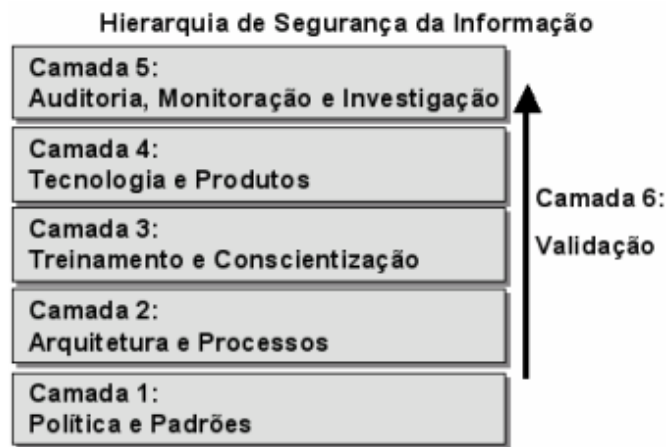 Hierarquia de Segurança da Informação
Camada 5:
Auditoria, Monitoração e Investigação
Camada 4:
Tecnologia e Produtos
Camada 3:
Treinamento e Conscientização
Camada 2:
Arquitetura e Processos
Camada 1:
Política e Padrões
Camada 6:
Validação